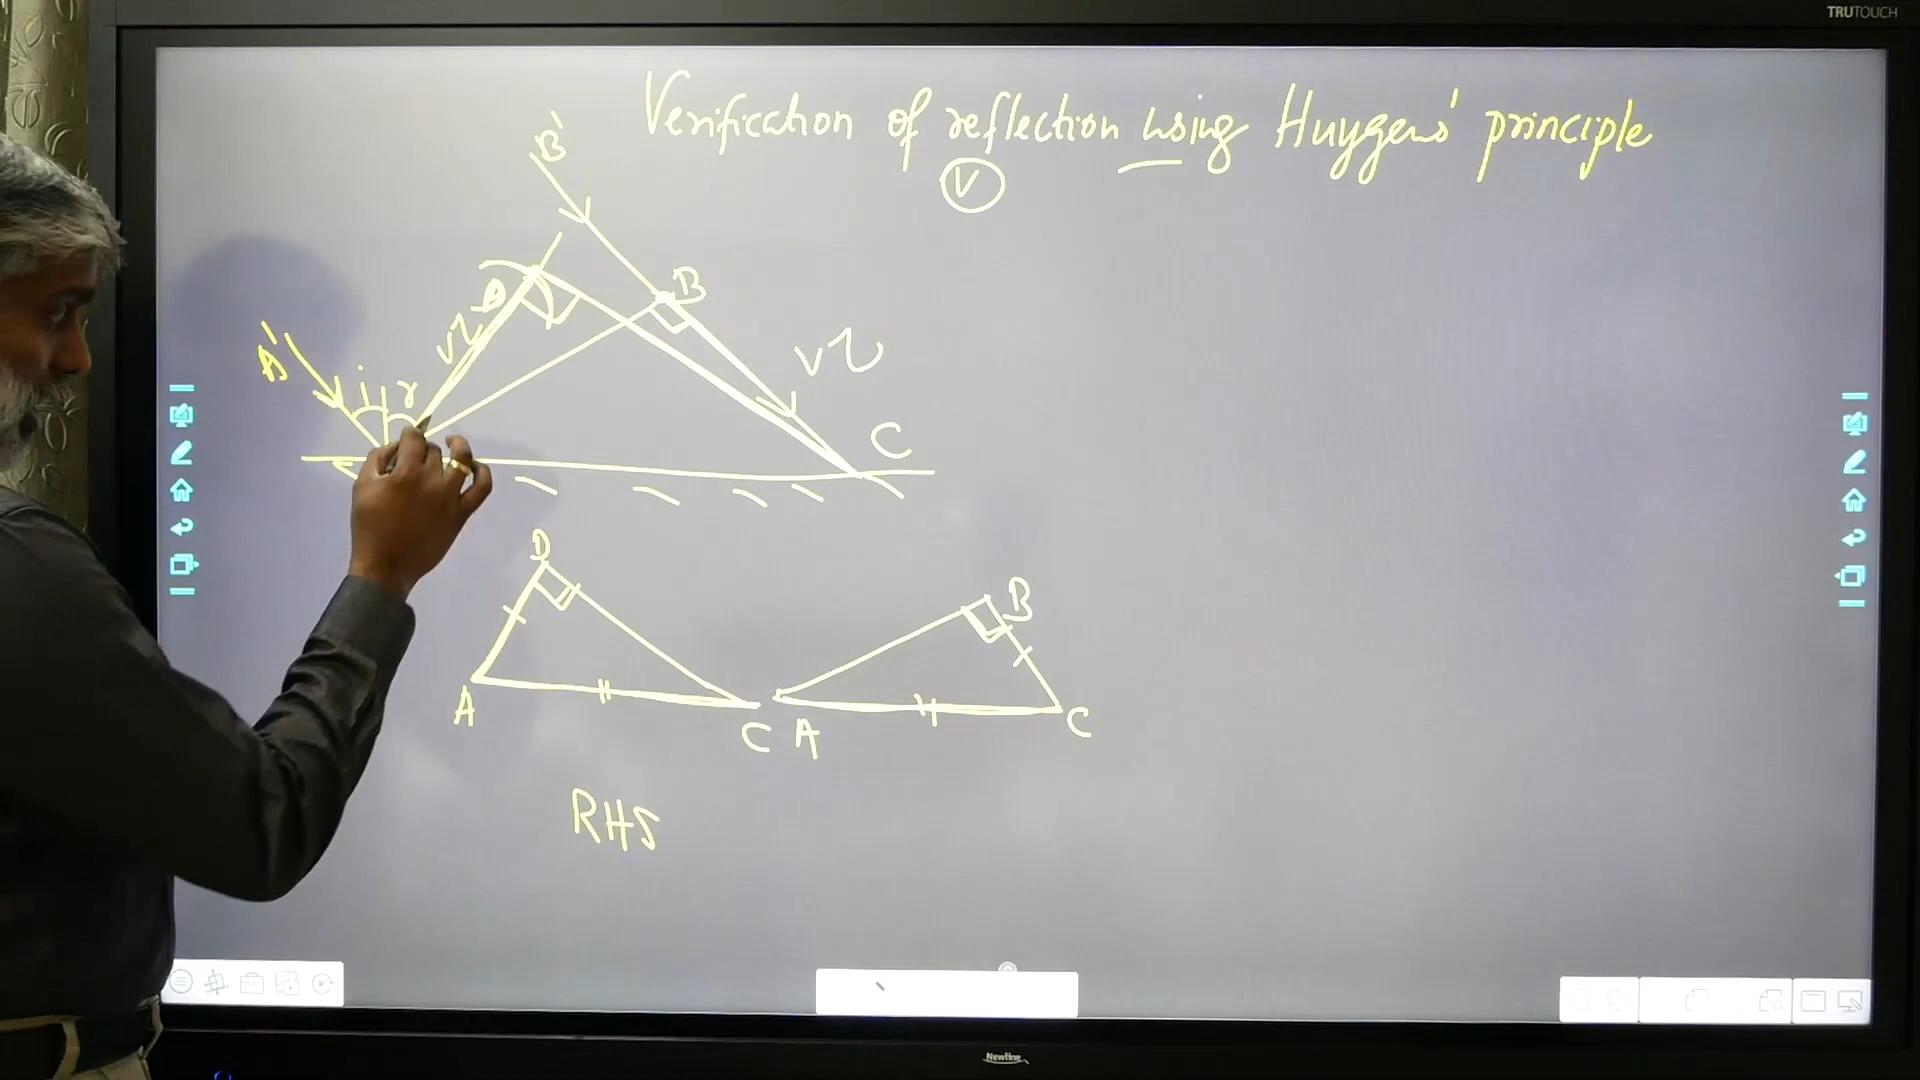 TRUTOUCH
Verification of reflection using Huygens' principle
V
B'
B
D
vτ
vτ
A'
i
r
C
D
B
A
C
A
C
RHS
Newline